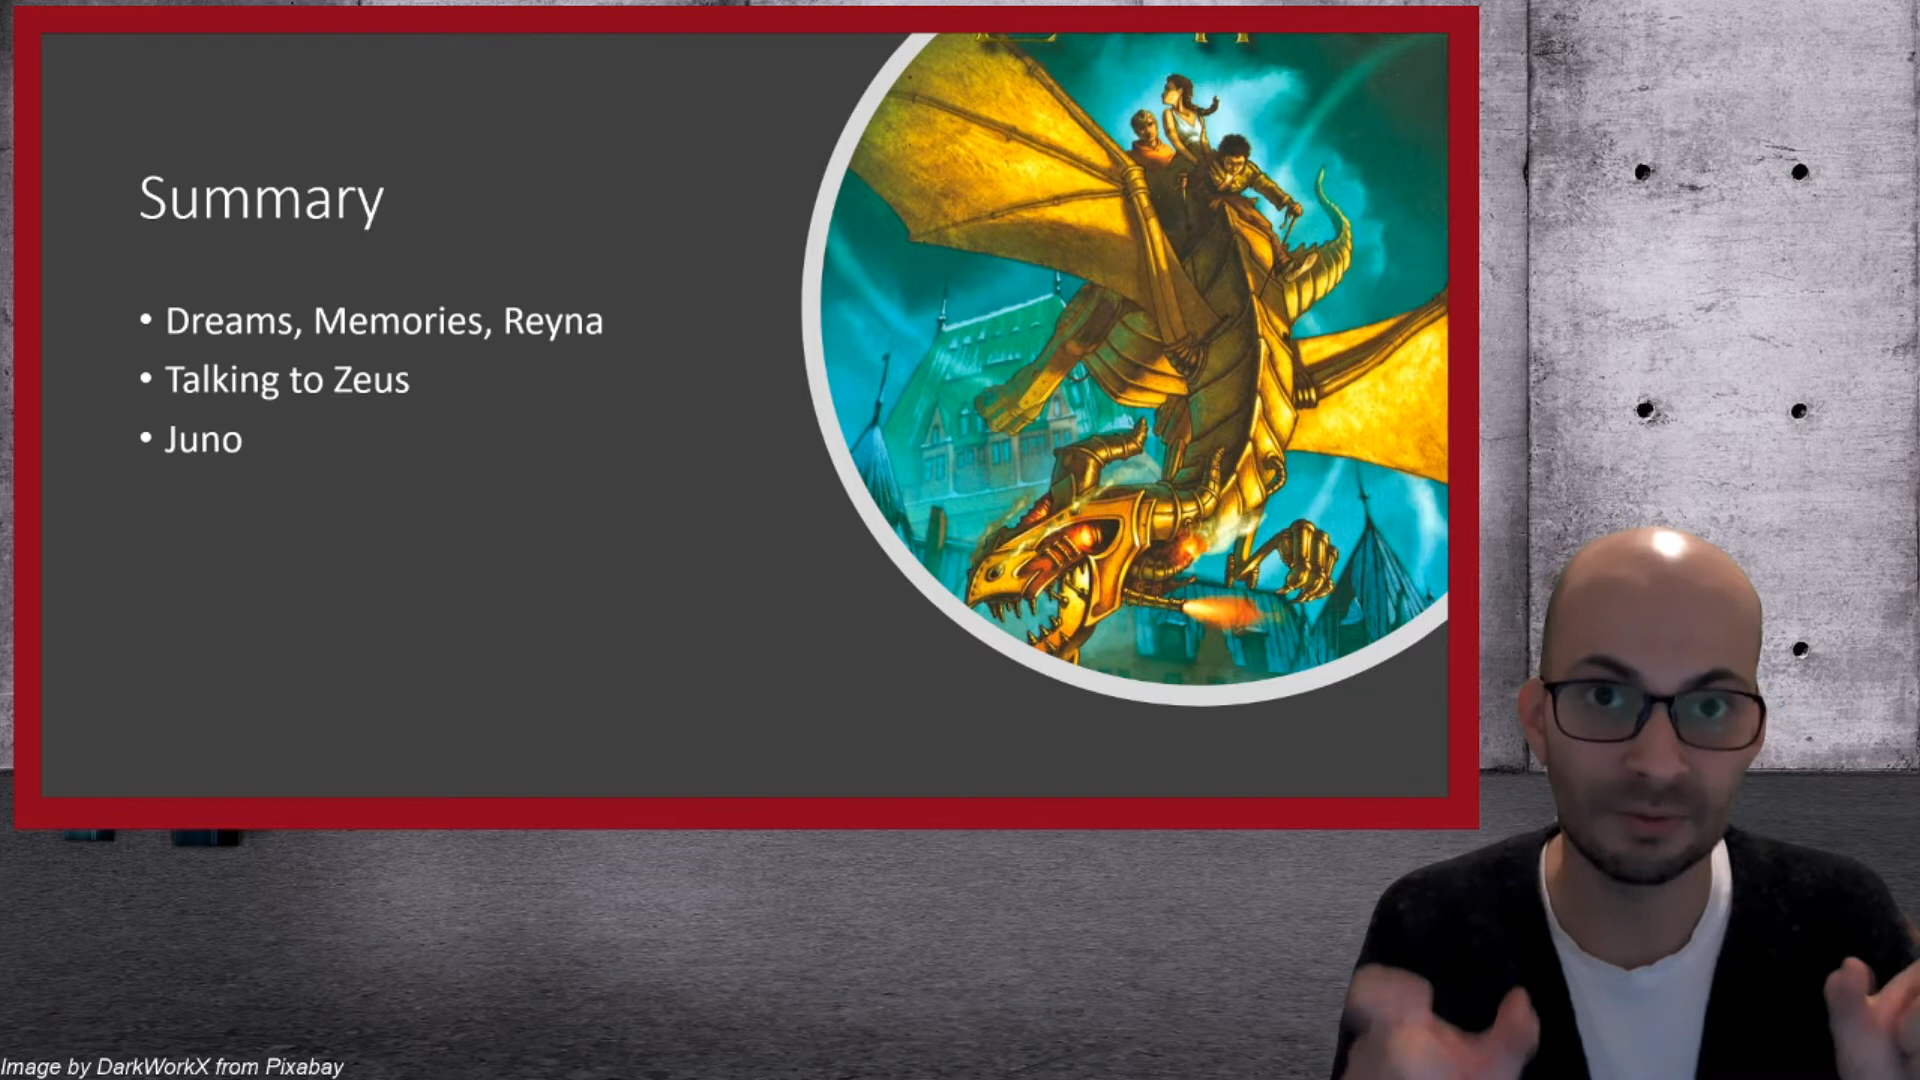 Summary
• Dreams, Memories, Reyna
• Talking to Zeus
• Juno
Image by DarkWorkX from Pixabay